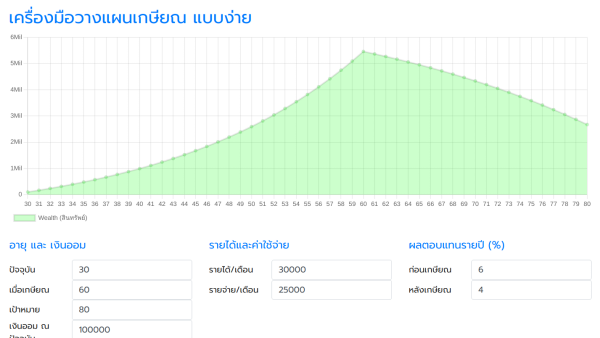 เครื่องมือวางแผนเกษียณ แบบง่าย
6Mil
5Mil
4Mil
3Mil
2Mil
1Mil
0
30 31 32 33 34 35 36 37 38 39 40 41 42 43 44 45 46 47 48 49 50 51 52 53 54 55 56 57 58 59 60 61 62 63 64 65 66 67 68 69 70 71 72 73 74 75 76 77 78 79 80
Wealth (สินทรัพย์)
อายุ และ เงินออม
ปัจจุบัน 30
เมื่อเกษียณ 60
เป้าหมาย 80
เงินออม ณ
ปัจจุบัน 100000
รายได้และค่าใช้จ่าย
รายได้/เดือน 30000
รายจ่าย/เดือน 25000
ผลตอบแทนรายปี (%)
ก่อนเกษียณ 6
หลังเกษียณ 4